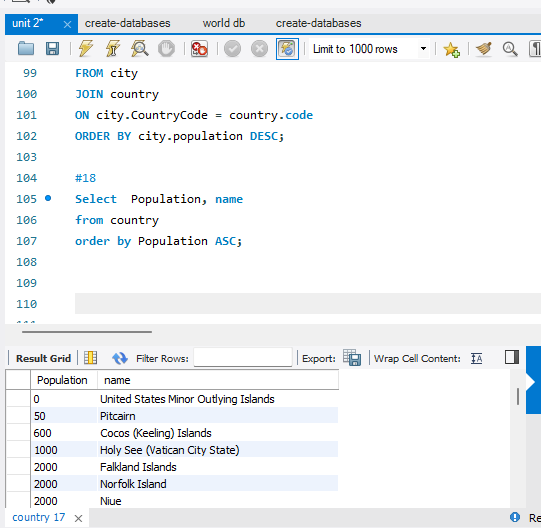 unit 2* × create-databases world db create-databases
Limit to 1000 rows
99 FROM city
100 JOIN country
101 ON city.CountryCode = country.code
102 ORDER BY city.population DESC;
103
104 #18
105 Select  Population, name
106 from country
107 order by Population ASC;
108
109
110
Result Grid Filter Rows: Export: Wrap Cell Content: IA
Population name
0 United States Minor Outlying Islands
50 Pitcairn
600 Cocos (Keeling) Islands
1000 Holy See (Vatican City State)
2000 Falkland Islands
2000 Norfolk Island
2000 Niue
country 17 × Re